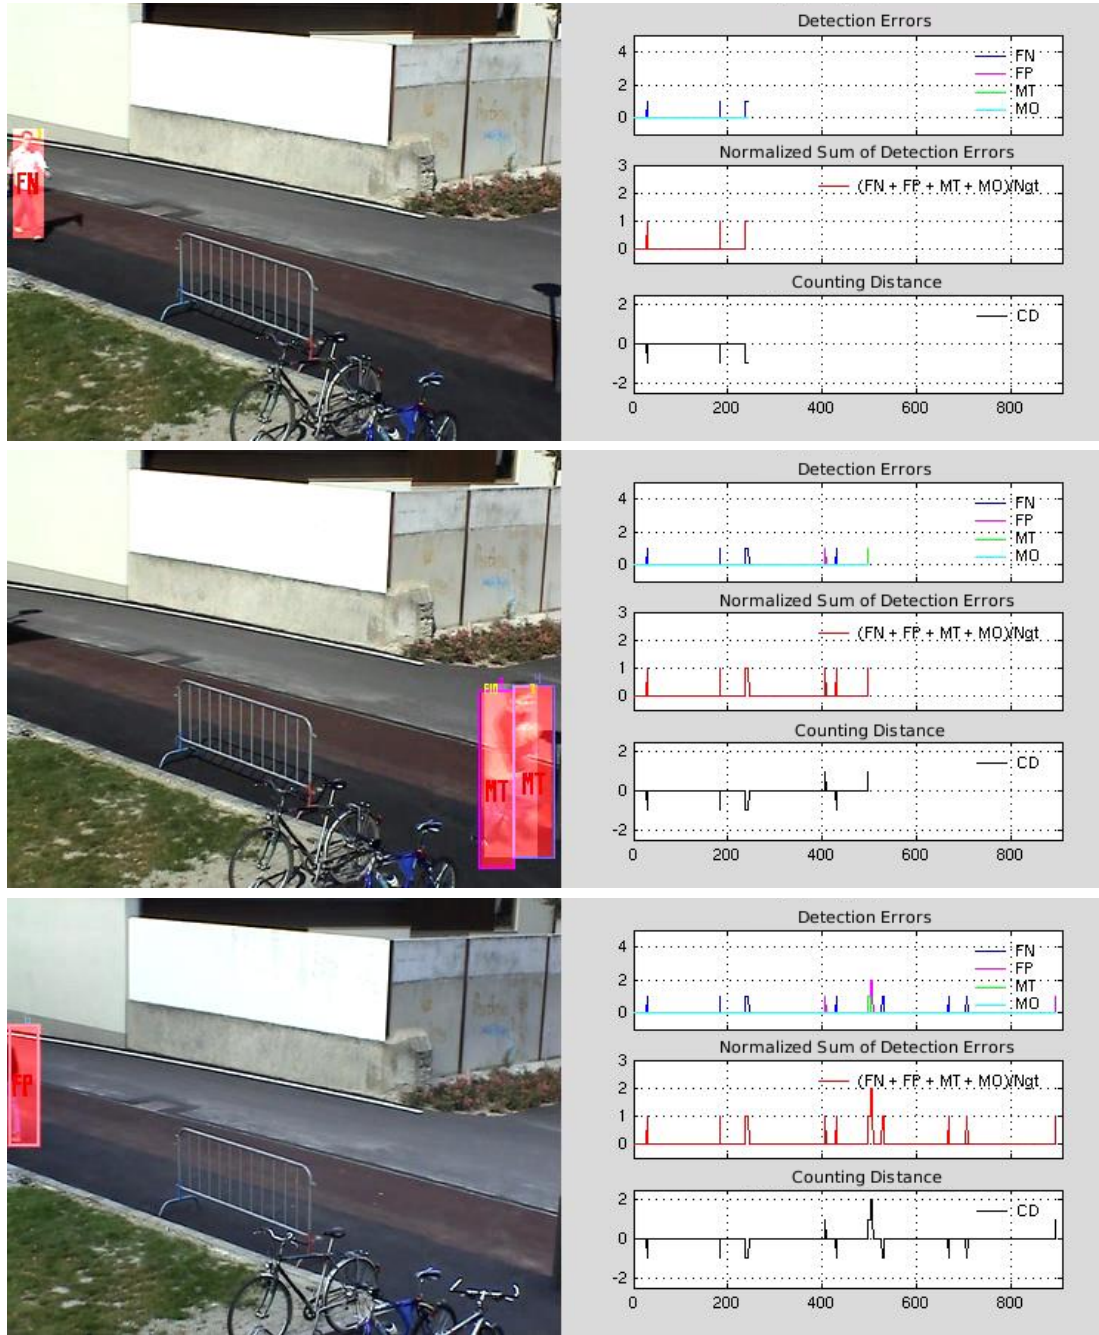 FN
Detection Errors
4
2
0
FN
FP
MT
MO
Normalized Sum of Detection Errors
3
2
1
0
(FN + FP + MT + MO)/Ngt
Counting Distance
2
0
-2
CD
0 200 400 600 800
MT MT
Detection Errors
4
2
0
FN
FP
MT
MO
Normalized Sum of Detection Errors
3
2
1
0
(FN + FP + MT + MO)/Ngt
Counting Distance
2
0
-2
CD
0 200 400 600 800
FP
Detection Errors
4
2
0
FN
FP
MT
MO
Normalized Sum of Detection Errors
3
2
1
0
(FN + FP + MT + MO)/Ngt
Counting Distance
2
0
-2
CD
0 200 400 600 800